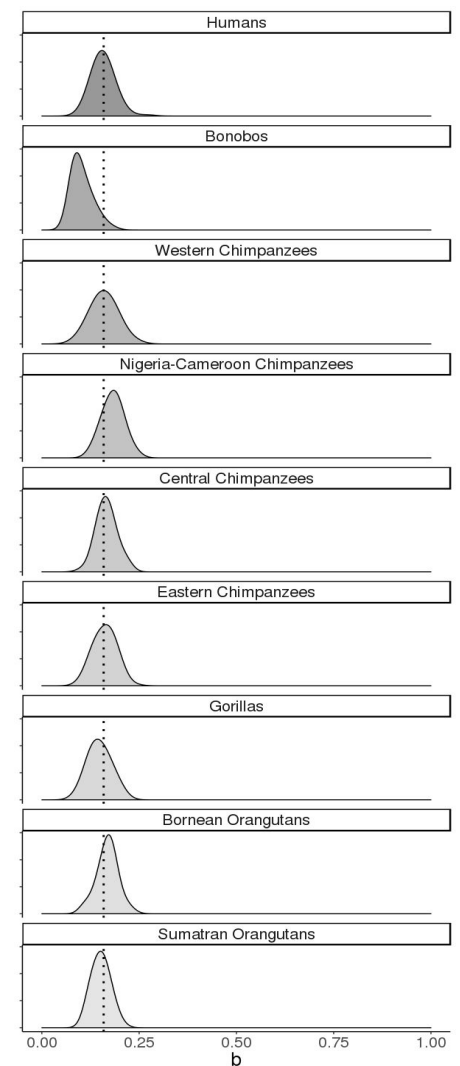 Humans
Bonobos
Western Chimpanzees
Nigeria-Cameroon Chimpanzees
Central Chimpanzees
Eastern Chimpanzees
Gorillas
Bornean Orangutans
Sumatran Orangutans
0.00 0.25 0.50 0.75 1.00
b